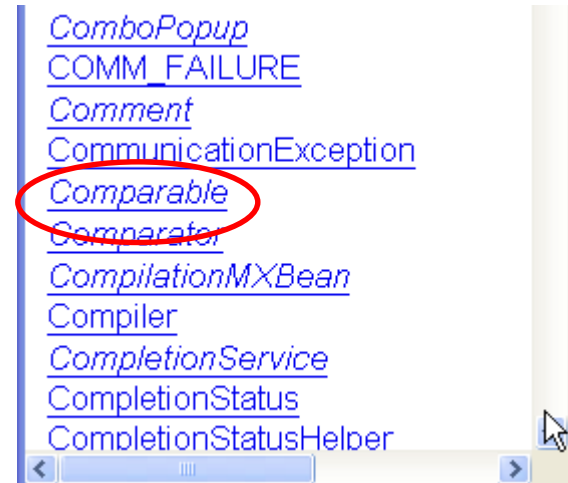 ComboPopup
COMM_FAILURE
Comment
CommunicationException
Comparable
Comparator
CompilationMXBean
Compiler
CompletionService
CompletionStatus
CompletionStatusHelper